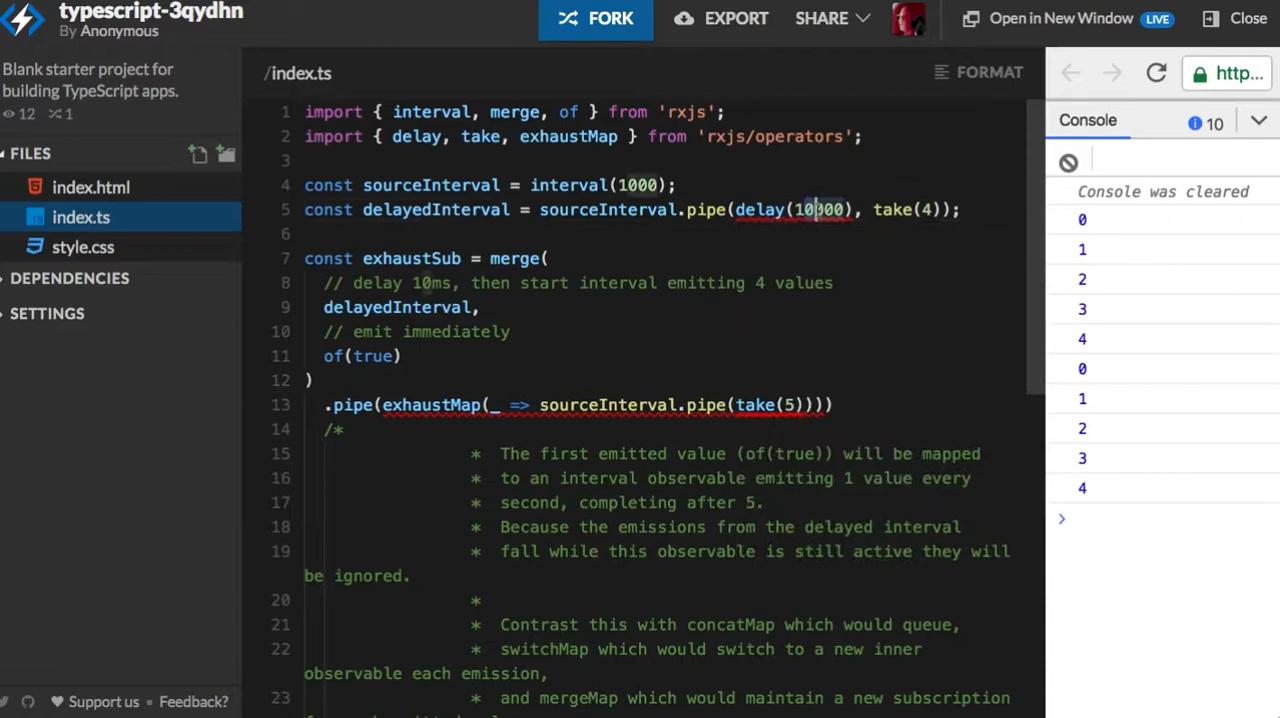 typescript-3qydhn
By Anonymous
FORK
EXPORT
SHARE
Open in New Window LIVE
Close
Blank starter project for
building TypeScript apps.
12 1
FILES
index.html
index.ts
style.css
DEPENDENCIES
SETTINGS
Support us • Feedback?
/index.ts
FORMAT
1 import { interval, merge, of } from 'rxjs';
2 import { delay, take, exhaustMap } from 'rxjs/operators';
3
4 const sourceInterval = interval(1000);
5 const delayedInterval = sourceInterval.pipe(delay(10000), take(4));
6
7 const exhaustSub = merge(
8 // delay 10ms, then start interval emitting 4 values
9 delayedInterval,
10 // emit immediately
11 of(true)
12 )
13 .pipe(exhaustMap(_ => sourceInterval.pipe(take(5))))
14 /*
15 * The first emitted value (of(true)) will be mapped
16 * to an interval observable emitting 1 value every
17 * second, completing after 5.
18 * Because the emissions from the delayed interval
19 * fall while this observable is still active they will
be ignored.
20 *
21 * Contrast this with concatMap which would queue,
22 * switchMap which would switch to a new inner
observable each emission,
23 * and mergeMap which would maintain a new subscription
http...
Console
10
Console was cleared
0
1
2
3
4
0
1
2
3
4